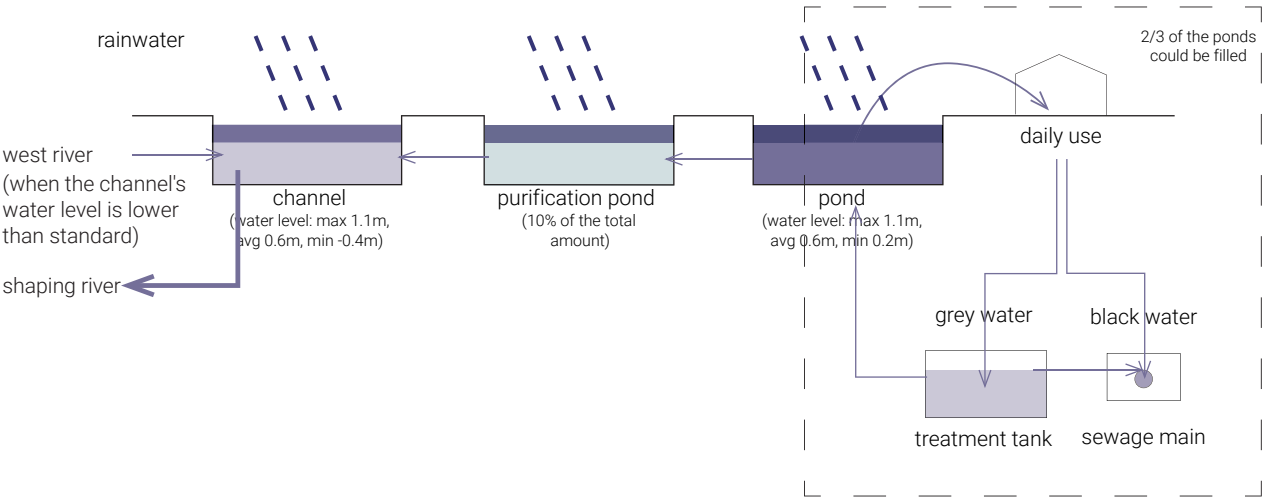 rainwater
2/3 of the ponds
could be filled
daily use
west river
(when the channel's
water level is lower
than standard)
channel
(water level: max 1.1m,
avg 0.6m, min -0.4m)
purification pond
(10% of the total
amount)
pond
(water level: max 1.1m,
avg 0.6m, min 0.2m)
shaping river
grey water
black water
treatment tank
sewage main